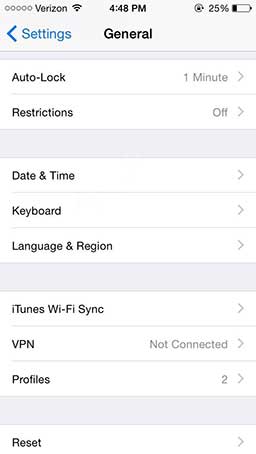 Verizon 4:48 PM 25%
Settings General
Auto-Lock 1 Minute
Restrictions Off
Date & Time
Keyboard
Language & Region
iTunes Wi-Fi Sync
VPN Not Connected
Profiles 2
Reset